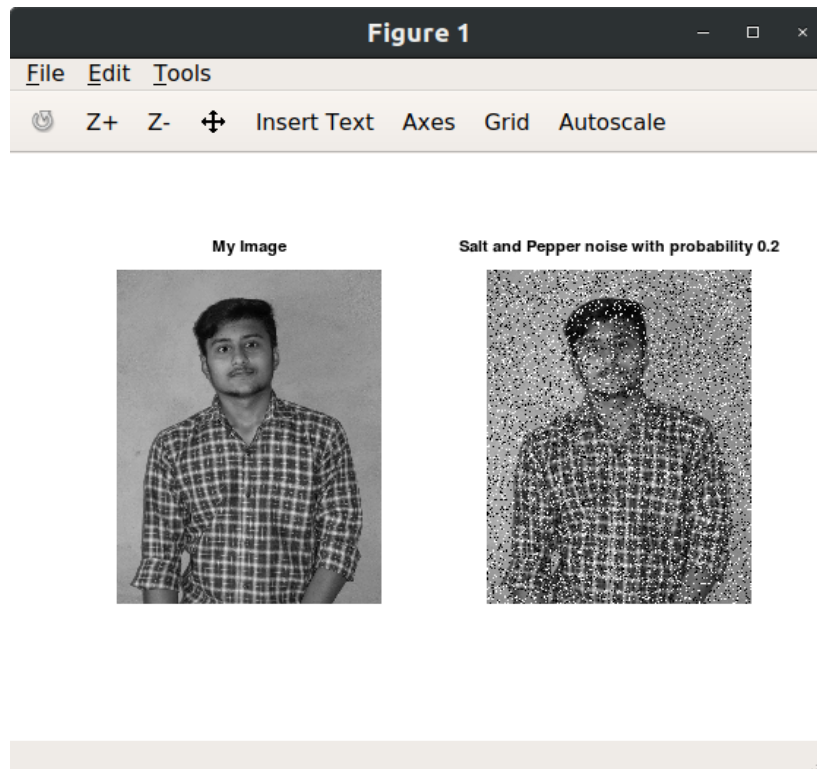 Figure 1
File Edit Tools
Z+ Z- Insert Text Axes Grid Autoscale
My Image
Salt and Pepper noise with probability 0.2